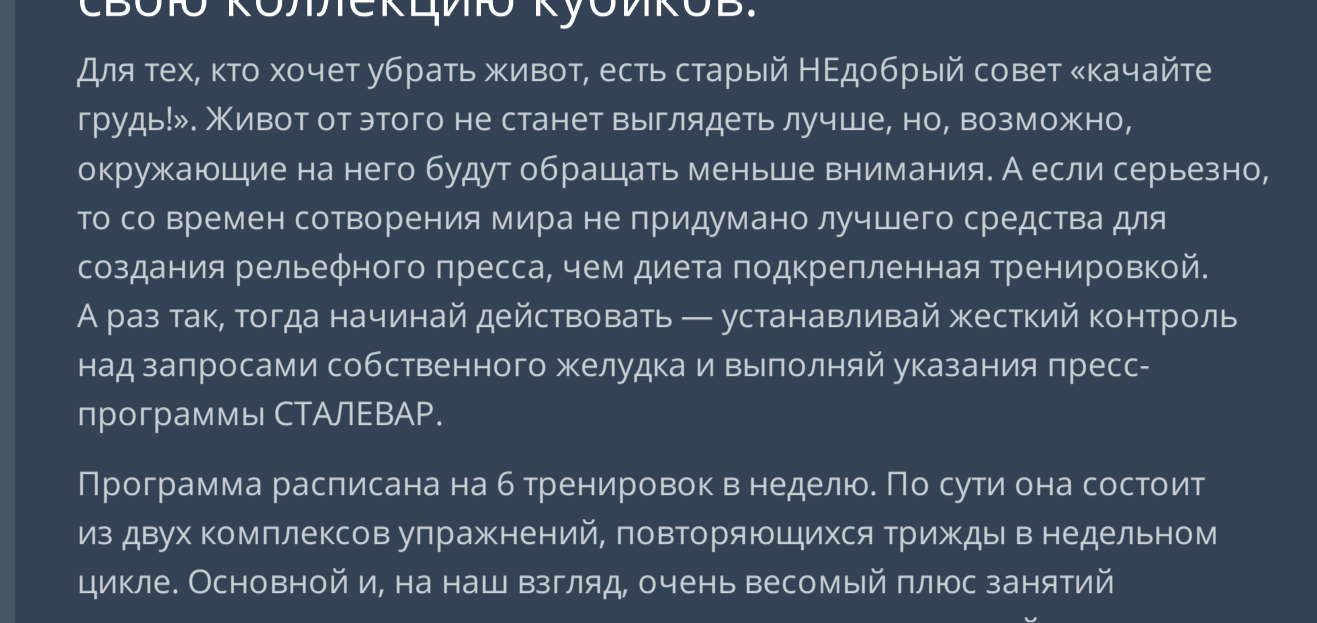 свою коллекцию кубиков.
Для тех, кто хочет убрать живот, есть старый НЕдобрый совет «качайте
грудь!». Живот от этого не станет выглядеть лучше, но, возможно,
окружающие на него будут обращать меньше внимания. А если серьезно,
то со времен сотворения мира не придумано лучшего средства для
создания рельефного пресса, чем диета подкрепленная тренировкой.
А раз так, тогда начинай действовать — устанавливай жесткий контроль
над запросами собственного желудка и выполняй указания пресс-
программы СТАЛЕВАР.
Программа расписана на 6 тренировок в неделю. По сути она состоит
из двух комплексов упражнений, повторяющихся трижды в недельном
цикле. Основной и, на наш взгляд, очень весомый плюс занятий